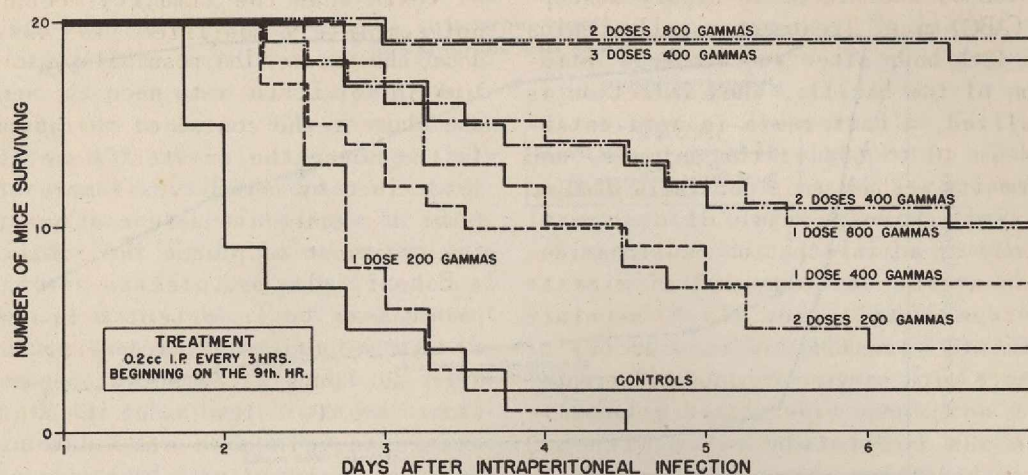 20
10
0
NUMBER OF MICE SURVIVING
2 DOSES 800 GAMMAS
3 DOSES 400 GAMMAS
2 DOSES 400 GAMMAS
1 DOSE 800 GAMMAS
1 DOSE 200 GAMMAS
1 DOSE 400 GAMMAS
2 DOSES 200 GAMMAS
TREATMENT
0.2cc I.P. EVERY 3HRS.
BEGINNING ON THE 9th. HR.
CONTROLS
1
2
3
4
5
6
DAYS AFTER INTRAPERITONEAL INFECTION